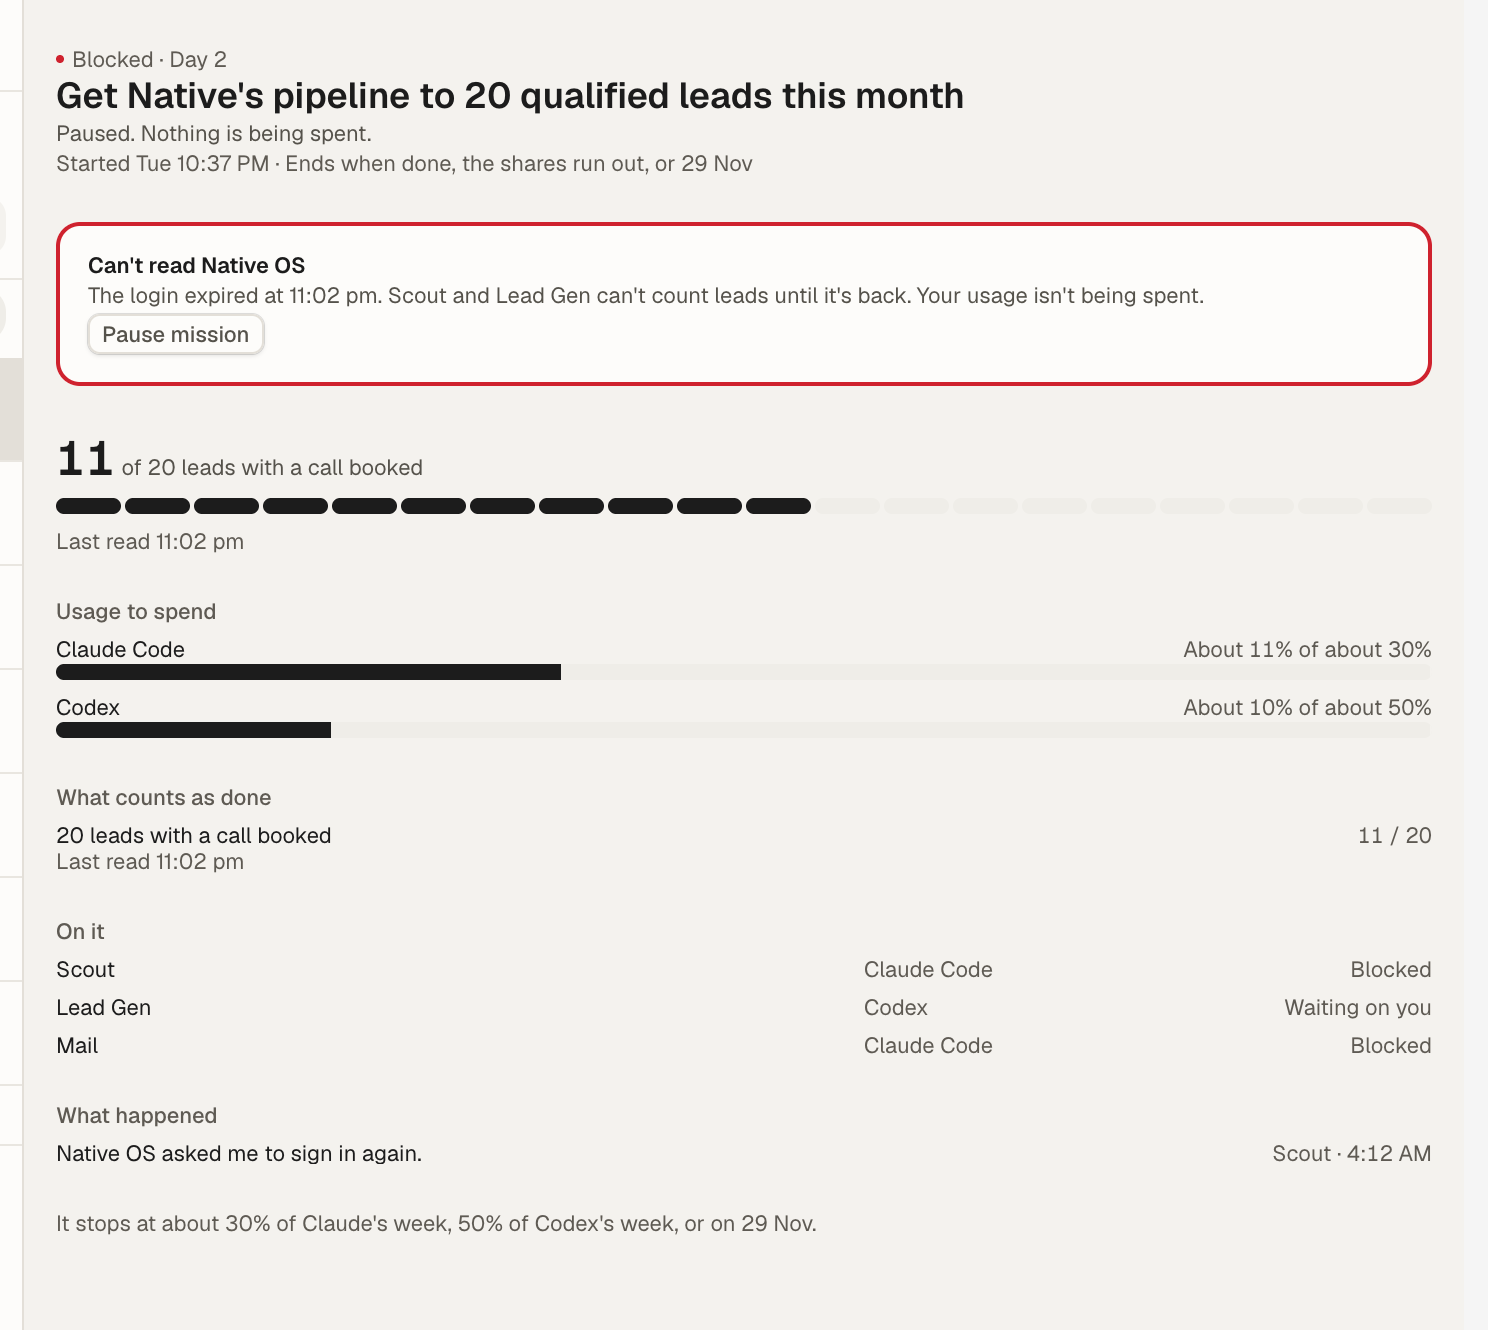 Blocked · Day 2
Get Native's pipeline to 20 qualified leads this month
Paused. Nothing is being spent.
Started Tue 10:37 PM · Ends when done, the shares run out, or 29 Nov
Can't read Native OS
The login expired at 11:02 pm. Scout and Lead Gen can't count leads until it's back. Your usage isn't being spent.
Pause mission
11 of 20 leads with a call booked
Last read 11:02 pm
Usage to spend
Claude Code About 11% of about 30%
Codex About 10% of about 50%
What counts as done
20 leads with a call booked 11 / 20
Last read 11:02 pm
On it
Scout Claude Code Blocked
Lead Gen Codex Waiting on you
Mail Claude Code Blocked
What happened
Native OS asked me to sign in again. Scout · 4:12 AM
It stops at about 30% of Claude's week, 50% of Codex's week, or on 29 Nov.